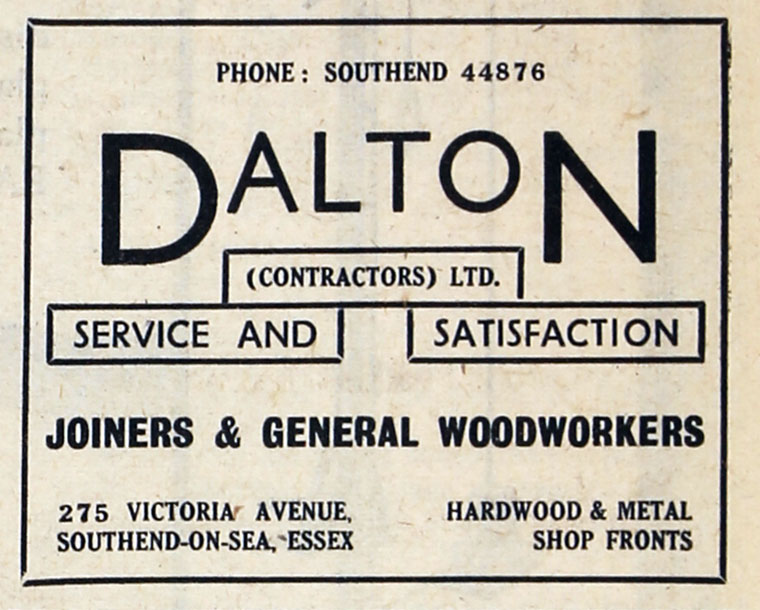 PHONE : SOUTHEND 44876
DALTON
(CONTRACTORS) LTD.
SERVICE AND SATISFACTION
JOINERS & GENERAL WOODWORKERS
275 VICTORIA AVENUE,
SOUTHEND-ON-SEA, ESSEX
HARDWOOD & METAL
SHOP FRONTS